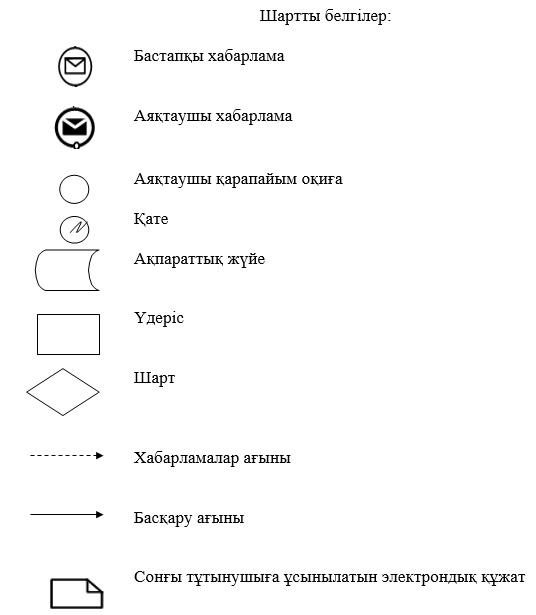 Шартты белгілер:
Бастапқы хабарлама
Аяқтаушы хабарлама
Аяқтаушы қарапайым оқиға
Қате
Ақпараттық жүйе
Үдеріс
Шарт
Хабарламалар ағыны
Басқару ағыны
Сонғы тұтынушыға ұсынылатын электрондық құжат